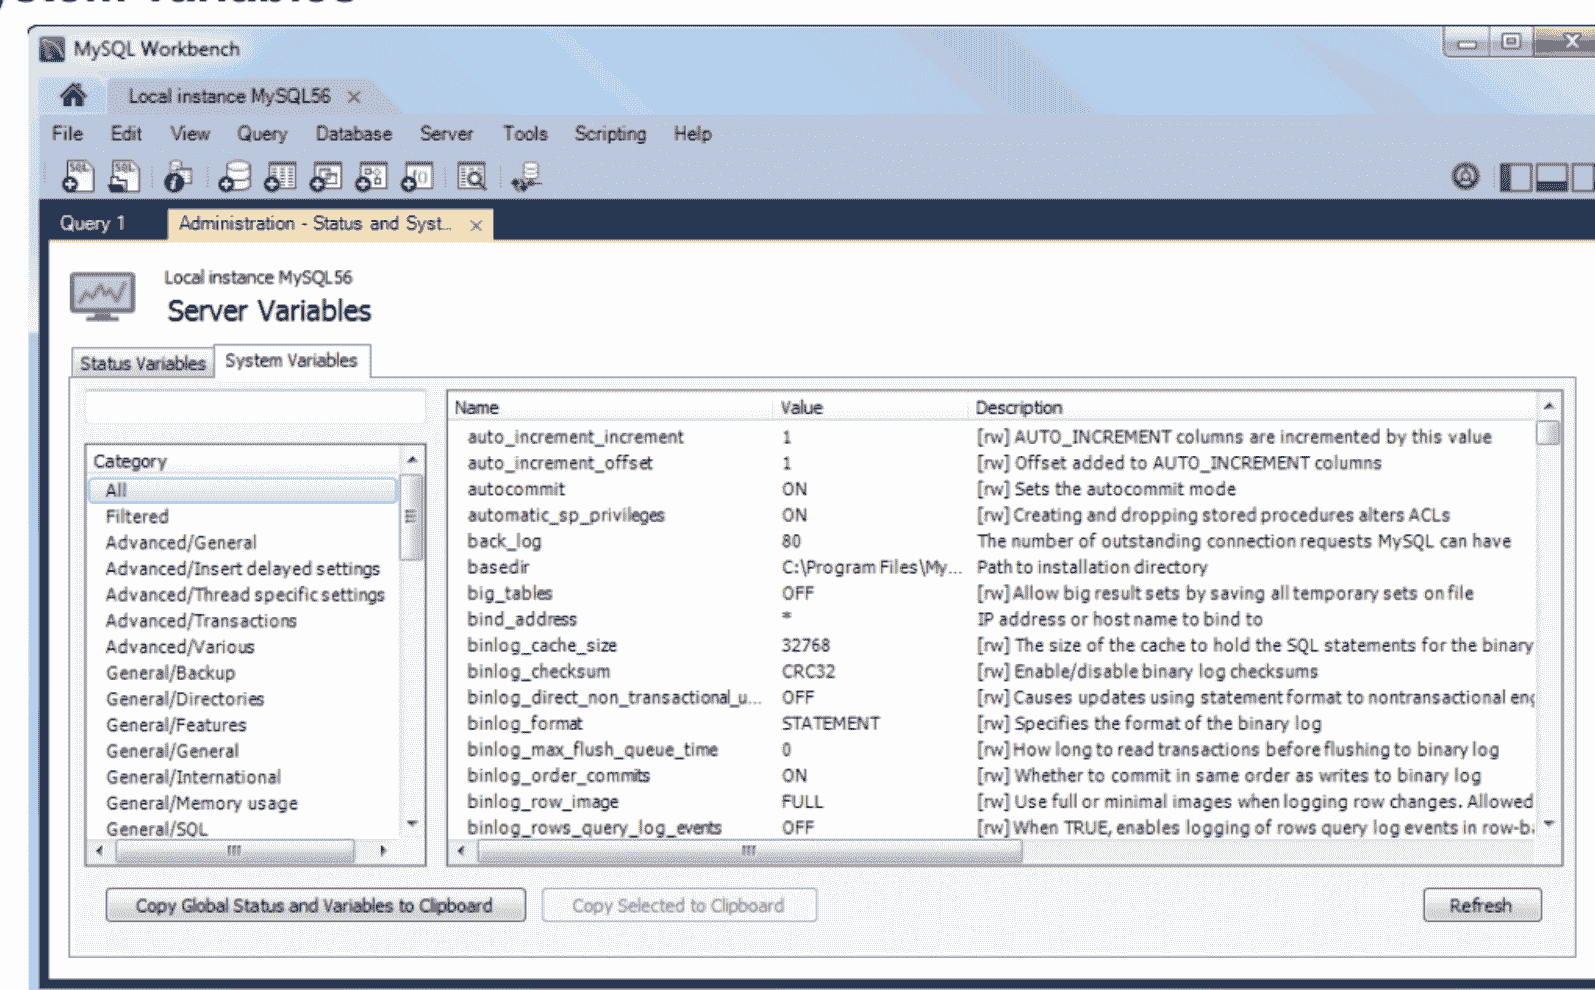 MySQL Workbench
Local instance MySQL56
File Edit View Query Database Server Tools Scripting Help
Query 1
Administration - Status and Syst...
Local instance MySQL56
Server Variables
Status Variables
System Variables
Category
All
Filtered
Advanced/General
Advanced/Insert delayed settings
Advanced/Thread specific settings
Advanced/Transactions
Advanced/Various
General/Backup
General/Directories
General/Features
General/General
General/International
General/Memory usage
General/SQL
Name Value Description
auto_increment_increment 1 [rw] AUTO_INCREMENT columns are incremented by this value
auto_increment_offset 1 [rw] Offset added to AUTO_INCREMENT columns
autocommit ON [rw] Sets the autocommit mode
automatic_sp_privileges ON [rw] Creating and dropping stored procedures alters ACLs
back_log 80 The number of outstanding connection requests MySQL can have
basedir C:\Program Files\My... Path to installation directory
big_tables OFF [rw] Allow big result sets by saving all temporary sets on file
bind_address * IP address or host name to bind to
binlog_cache_size 32768 [rw] The size of the cache to hold the SQL statements for the binary
binlog_checksum CRC32 [rw] Enable/disable binary log checksums
binlog_direct_non_transactional_u... OFF [rw] Causes updates using statement format to nontransactional eng
binlog_format STATEMENT [rw] Specifies the format of the binary log
binlog_max_flush_queue_time 0 [rw] How long to read transactions before flushing to binary log
binlog_order_commits ON [rw] Whether to commit in same order as writes to binary log
binlog_row_image FULL [rw] Use full or minimal images when logging row changes. Allowed
binlog_rows_query_log_events OFF [rw] When TRUE, enables logging of rows query log events in row-b
Copy Global Status and Variables to Clipboard
Copy Selected to Clipboard
Refresh